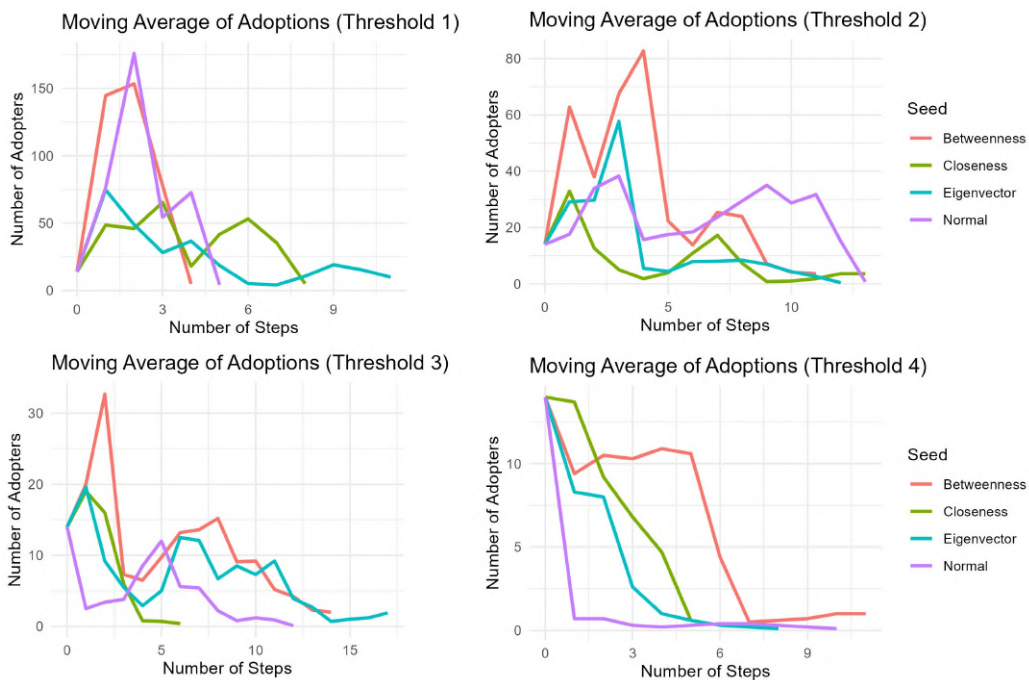 Moving Average of Adoptions (Threshold 1)
Number of Adopters
150
100
50
0
0 3 6 9
Number of Steps
Moving Average of Adoptions (Threshold 2)
Number of Adopters
80
60
40
20
0
0 5 10
Number of Steps
Seed
Betweenness
Closeness
Eigenvector
Normal
Moving Average of Adoptions (Threshold 3)
Number of Adopters
30
20
10
0
0 5 10 15
Number of Steps
Moving Average of Adoptions (Threshold 4)
Number of Adopters
10
5
0
0 3 6 9
Number of Steps
Seed
Betweenness
Closeness
Eigenvector
Normal